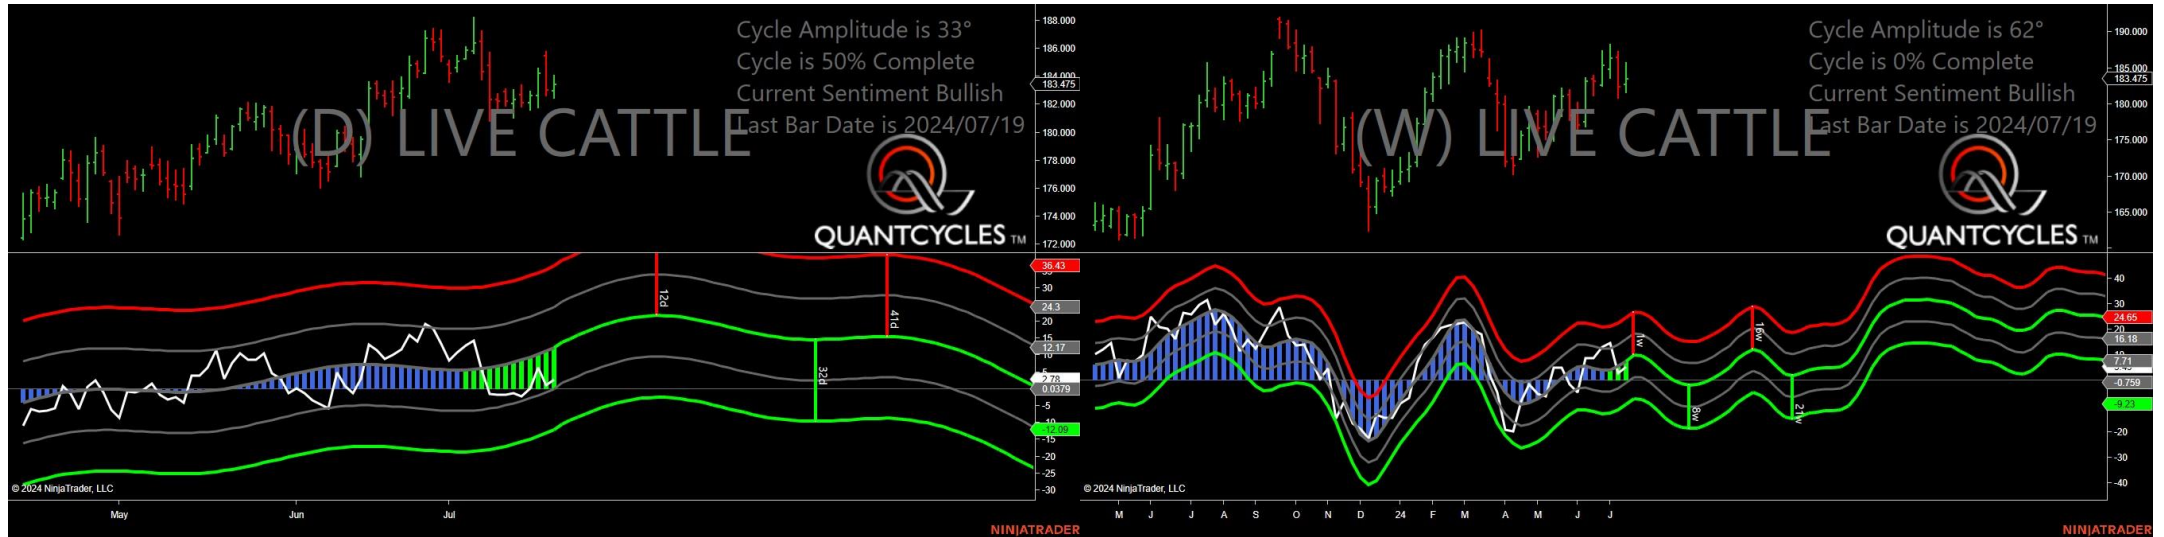 Cycle Amplitude is 33°
Cycle is 50% Complete
Current Sentiment Bullish
Last Bar Date is 2024/07/19
(D) LIVE CATTLE
QUANTCYCLES TM
188.000
186.000
184.000
183.475
182.000
180.000
178.000
176.000
174.000
172.000
36.43
30
24.3
20
15
12.17
2.78
0.0379
-5
-12.09
-15
-20
-25
-30
12d
41d
32d
© 2024 NinjaTrader, LLC
May Jun Jul
NINJATRADER
Cycle Amplitude is 62°
Cycle is 0% Complete
Current Sentiment Bullish
Last Bar Date is 2024/07/19
(W) LIVE CATTLE
QUANTCYCLES TM
190.000
185.000
183.475
180.000
175.000
170.000
165.000
40
30
24.65
20
16.18
7.71
-0.759
-9.23
-20
-30
-40
1w
16w
8w
21w
© 2024 NinjaTrader, LLC
M J J A S O N D 24 F M A M J J
NINJATRADER